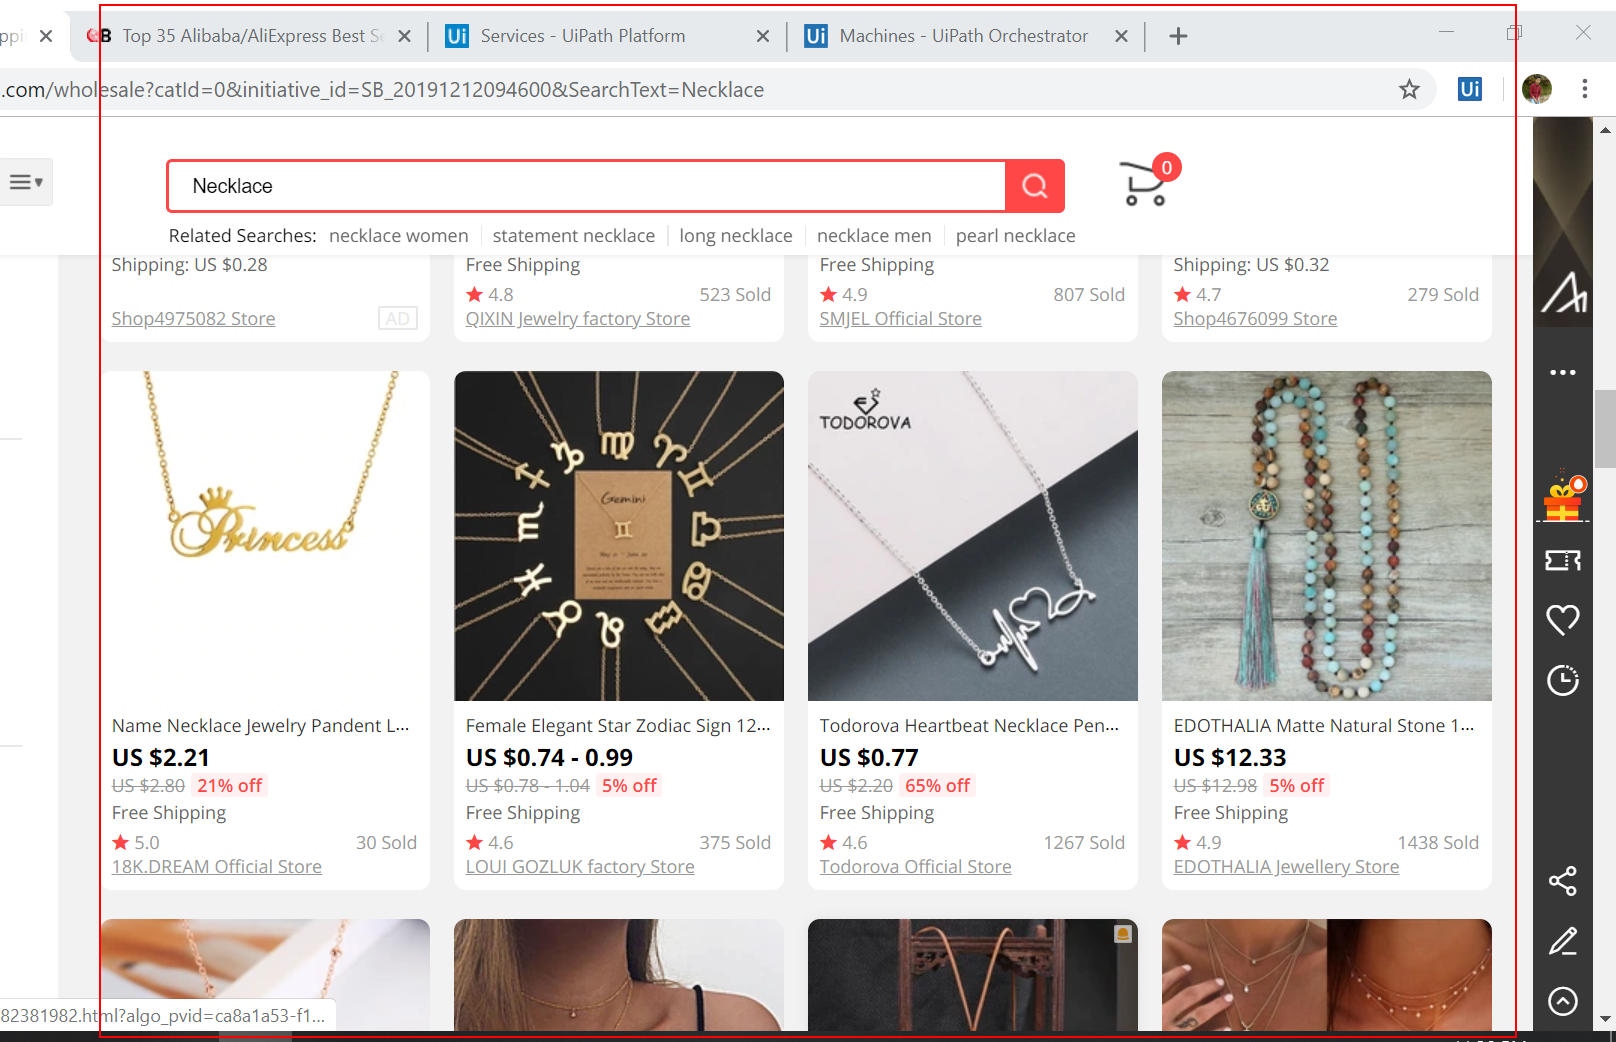 ppi
Top 35 Alibaba/AliExpress Best Se
Ui Services - UiPath Platform
Ui Machines - UiPath Orchestrator
.com/wholesale?catId=0&initiative_id=SB_20191212094600&SearchText=Necklace
Ui
Necklace
0
Related Searches: necklace women statement necklace long necklace necklace men pearl necklace
Shipping: US $0.28
Free Shipping
Free Shipping
Shipping: US $0.32
4.8 523 Sold
4.9 807 Sold
4.7 279 Sold
Shop4975082 Store AD
QIXIN Jewelry factory Store
SMJEL Official Store
Shop4676099 Store
Princess
Gemini
TODOROVA
Name Necklace Jewelry Pandent L...
US $2.21
US $2.80 21% off
Free Shipping
5.0 30 Sold
18K.DREAM Official Store
Female Elegant Star Zodiac Sign 12...
US $0.74 - 0.99
US $0.78 - 1.04 5% off
Free Shipping
4.6 375 Sold
LOUI GOZLUK factory Store
Todorova Heartbeat Necklace Pen...
US $0.77
US $2.20 65% off
Free Shipping
4.6 1267 Sold
Todorova Official Store
EDOTHALIA Matte Natural Stone 1...
US $12.33
US $12.98 5% off
Free Shipping
4.9 1438 Sold
EDOTHALIA Jewellery Store
82381982.html?algo_pvid=ca8a1a53-f1...